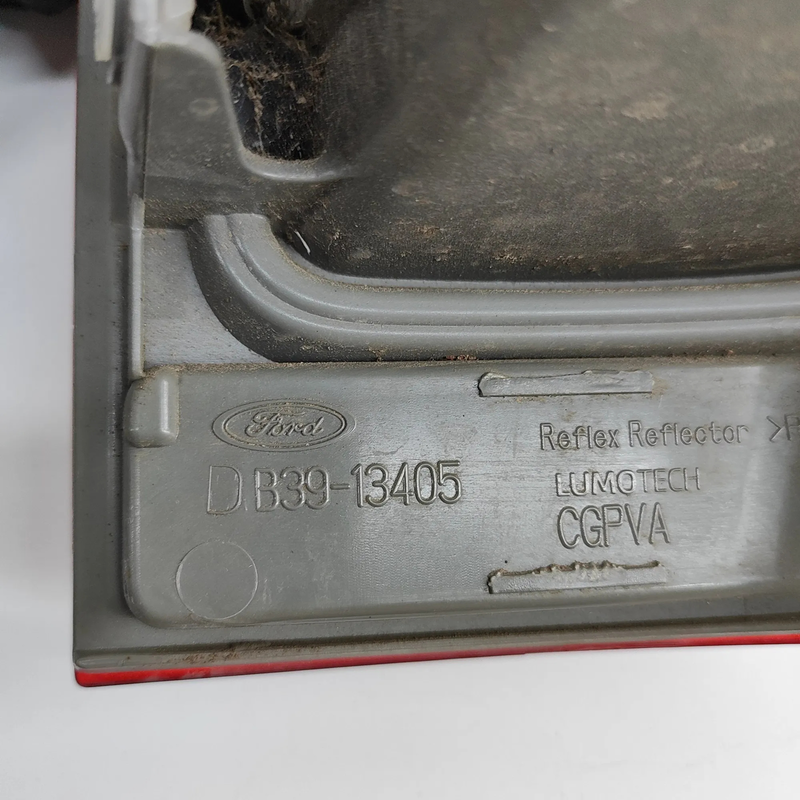 Ford
DB39-13405
Reflex Reflector >P
LUMOTECH
CGPVA